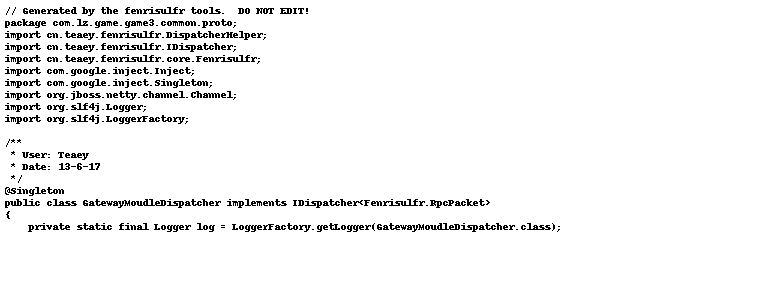 // Generated by the fenrisulfr tools.  DO NOT EDIT!
package com.lz.game.game3.common.proto;
import cn.teaey.fenrisulfr.DispatcherHelper;
import cn.teaey.fenrisulfr.IDispatcher;
import cn.teaey.fenrisulfr.core.Fenrisulfr;
import com.google.inject.Inject;
import com.google.inject.Singleton;
import org.jboss.netty.channel.Channel;
import org.slf4j.Logger;
import org.slf4j.LoggerFactory;

/**
 * User: Teaey
 * Date: 13-6-17
 */
@Singleton
public class GatewayMoudleDispatcher implements IDispatcher<Fenrisulfr.RpcPacket>
{
    private static final Logger log = LoggerFactory.getLogger(GatewayMoudleDispatcher.class);